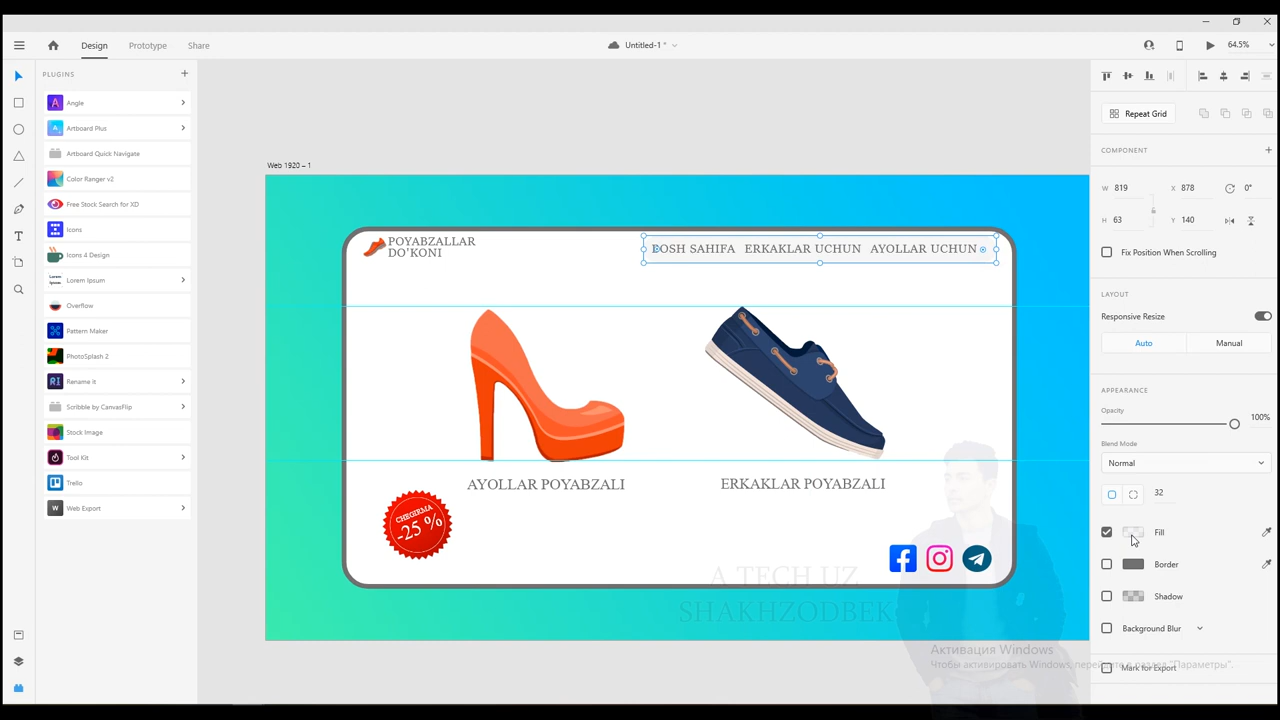 Design
Prototype
Share
Untitled-1 *
64.5%
PLUGINS
Angle
Artboard Plus
Artboard Quick Navigate
Color Ranger v2
Free Stock Search for XD
Icons
Icons 4 Design
Lorem Ipsum
Overflow
Pattern Maker
PhotoSplash 2
Rename it
Scribble by CanvasFlip
Stock Image
Tool Kit
Trello
Web Export
Web 1920 – 1
POYABZALLAR
DO'KONI
BOSH SAHIFA ERKAKLAR UCHUN AYOLLAR UCHUN
AYOLLAR POYABZALI
ERKAKLAR POYABZALI
CHEGIRMA
-25 %
A TECH UZ
SHAKHZODBEK
Repeat Grid
COMPONENT
W 819 X 878 0°
H 63 Y 140
Fix Position When Scrolling
LAYOUT
Responsive Resize
Auto Manual
APPEARANCE
Opacity
100%
Blend Mode
Normal
32
Fill
Border
Shadow
Background Blur
Mark for Export
Активация Windows
Чтобы активировать Windows, перейдите в раздел "Параметры".